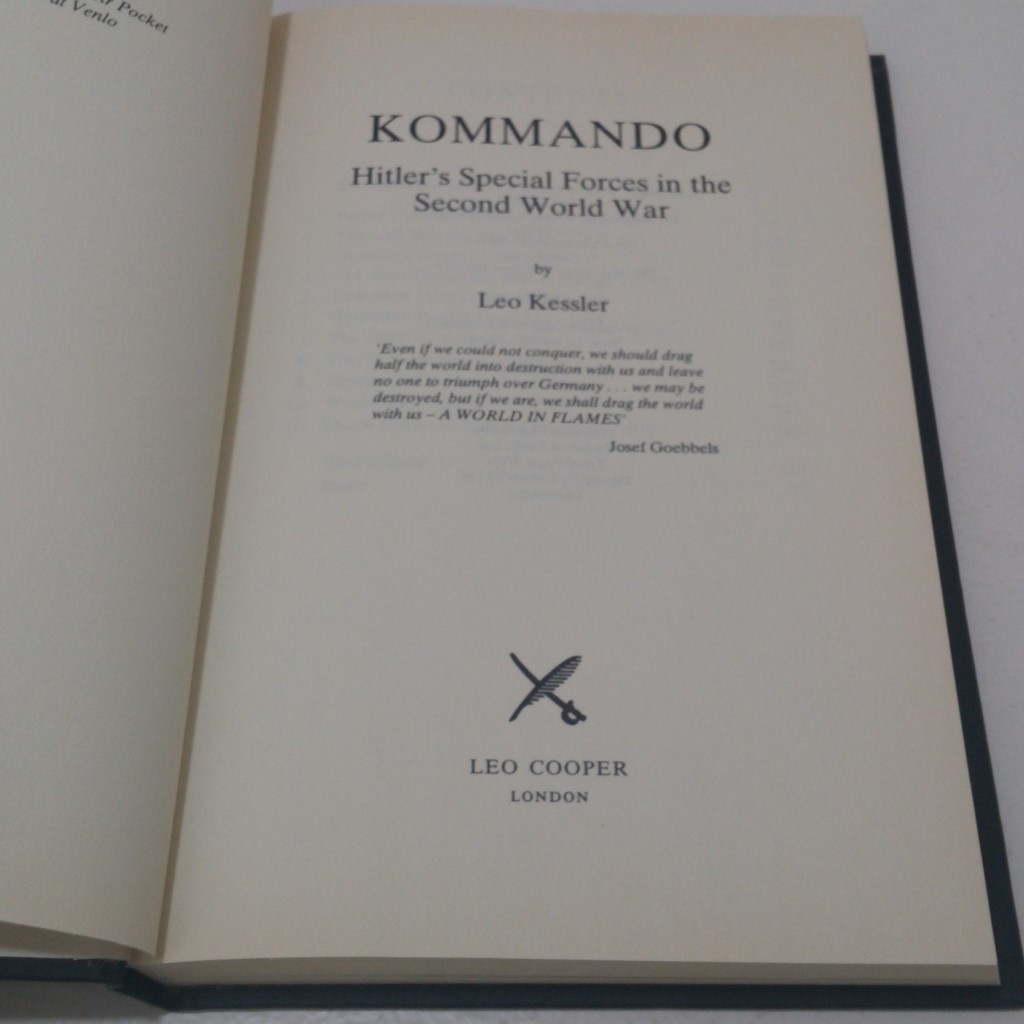 Pocket
at Venlo
KOMMANDO
Hitler's Special Forces in the
Second World War
by
Leo Kessler
'Even if we could not conquer, we should drag
half the world into destruction with us and leave
no one to triumph over Germany . . . we may be
destroyed, but if we are, we shall drag the world
with us – A WORLD IN FLAMES'
Josef Goebbels
LEO COOPER
LONDON